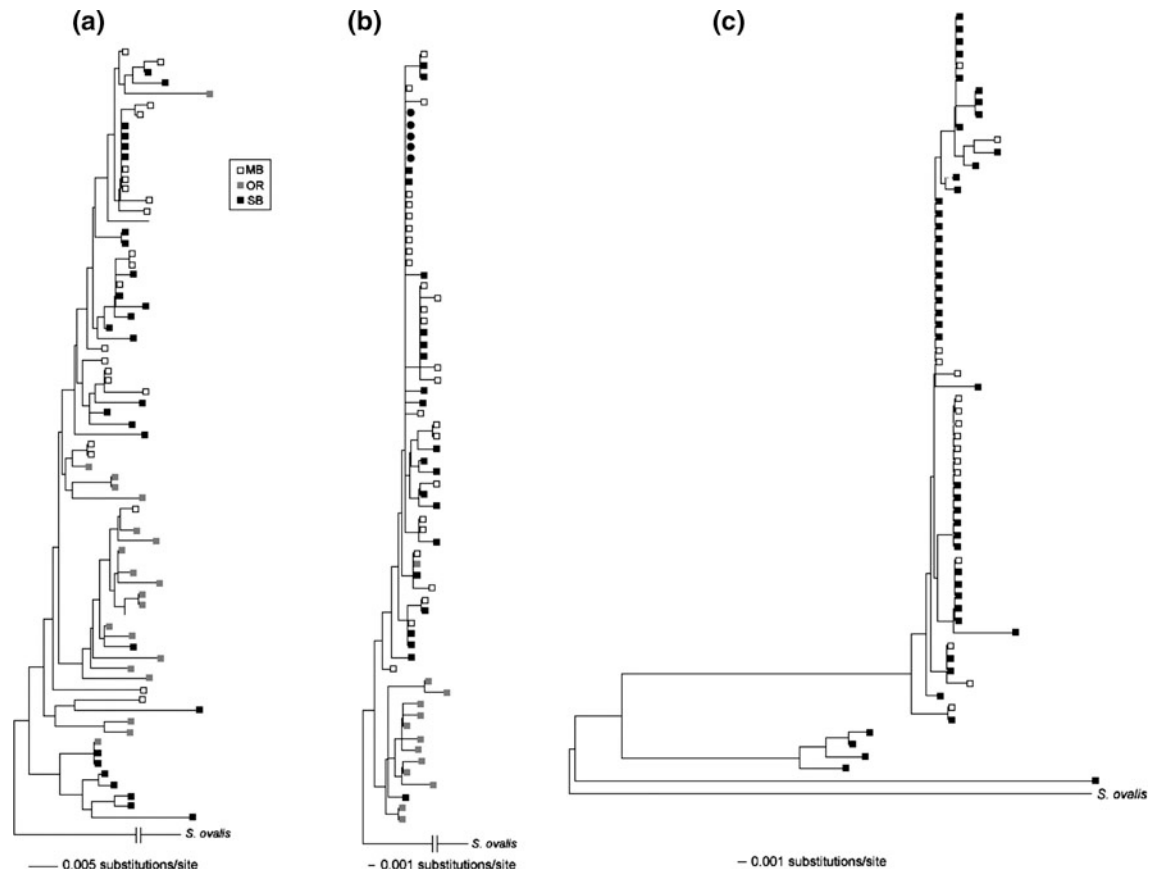 (a)
(b)
(c)
MB
OR
SB
S. ovalis
S. ovalis
S. ovalis
0.005 substitutions/site
0.001 substitutions/site
0.001 substitutions/site